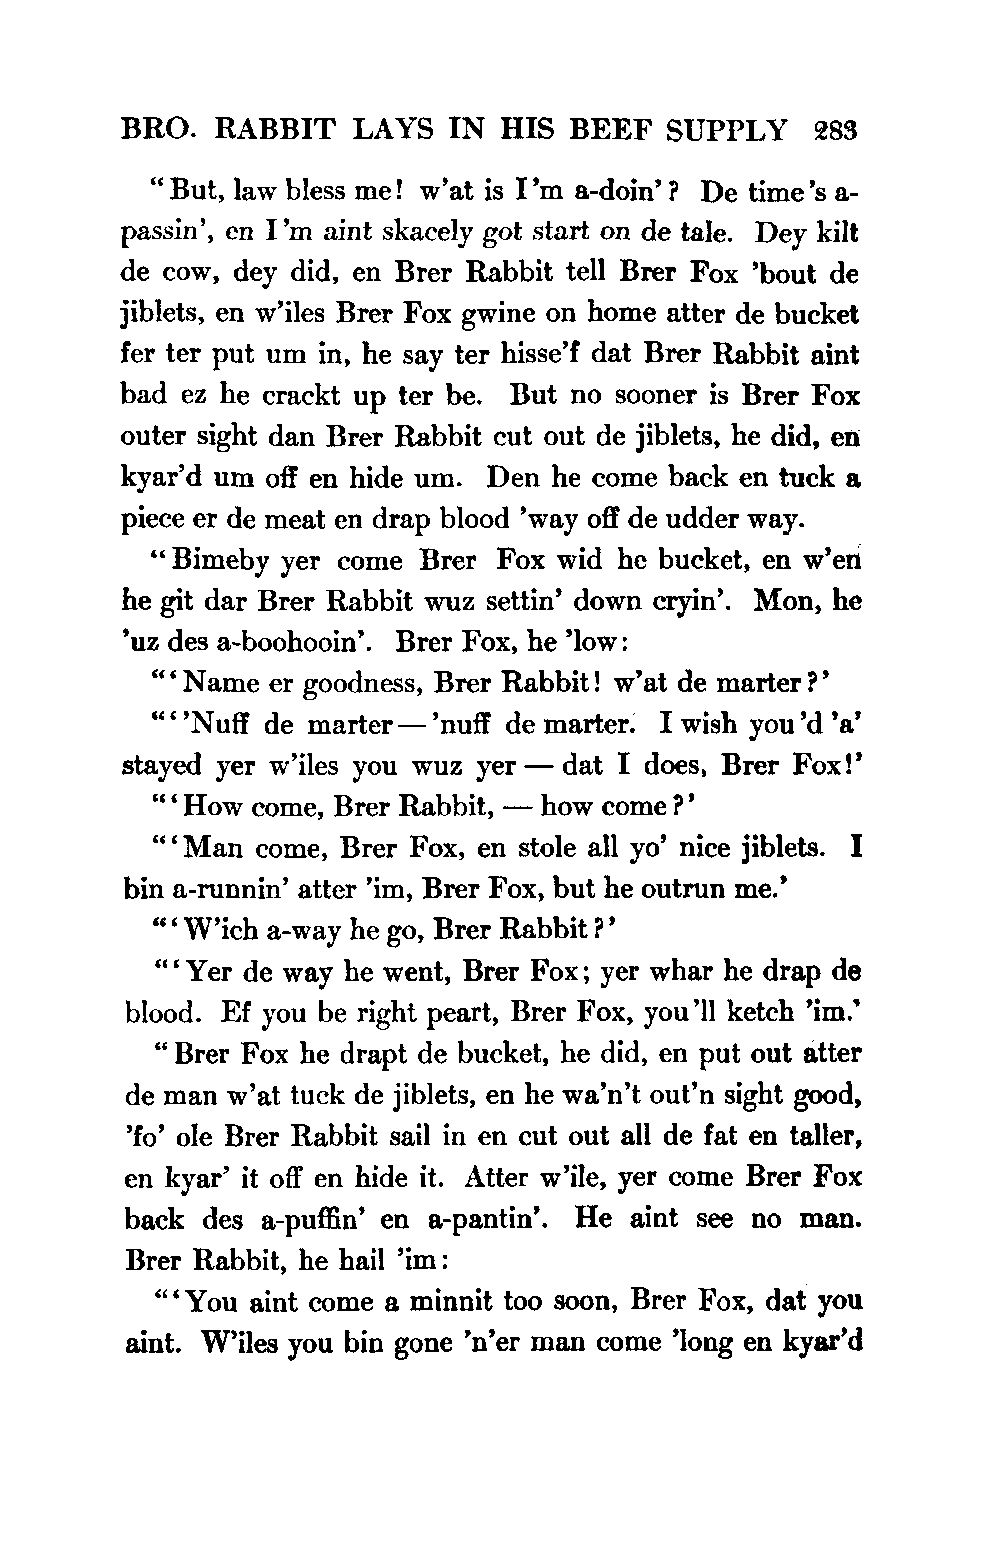 BRO. RABBIT LAYS IN HIS BEEF SUPPLY 283
“But, law bless me! w’at is I’m a-doin’? De time’s a-
passin’, en I’m aint skacely got start on de tale. Dey kilt
de cow, dey did, en Brer Rabbit tell Brer Fox ’bout de
jiblets, en w’iles Brer Fox gwine on home atter de bucket
fer ter put um in, he say ter hisse’f dat Brer Rabbit aint
bad ez he crackt up ter be. But no sooner is Brer Fox
outer sight dan Brer Rabbit cut out de jiblets, he did, en
kyar’d um off en hide um. Den he come back en tuck a
piece er de meat en drap blood ’way off de udder way.
“Bimeby yer come Brer Fox wid he bucket, en w’en
he git dar Brer Rabbit wuz settin’ down cryin’. Mon, he
’uz des a-boohooin’. Brer Fox, he ’low:
“‘Name er goodness, Brer Rabbit! w’at de marter?’
“‘’Nuff de marter — ’nuff de marter. I wish you’d ’a’
stayed yer w’iles you wuz yer — dat I does, Brer Fox!’
“‘How come, Brer Rabbit, — how come?’
“‘Man come, Brer Fox, en stole all yo’ nice jiblets. I
bin a-runnin’ atter ’im, Brer Fox, but he outrun me.’
“‘W’ich a-way he go, Brer Rabbit?’
“‘Yer de way he went, Brer Fox; yer whar he drap de
blood. Ef you be right peart, Brer Fox, you’ll ketch ’im.’
“Brer Fox he drapt de bucket, he did, en put out atter
de man w’at tuck de jiblets, en he wa’n’t out’n sight good,
’fo’ ole Brer Rabbit sail in en cut out all de fat en taller,
en kyar’ it off en hide it. Atter w’ile, yer come Brer Fox
back des a-puffin’ en a-pantin’. He aint see no man.
Brer Rabbit, he hail ’im:
“‘You aint come a minnit too soon, Brer Fox, dat you
aint. W’iles you bin gone ’n’er man come ’long en kyar’d